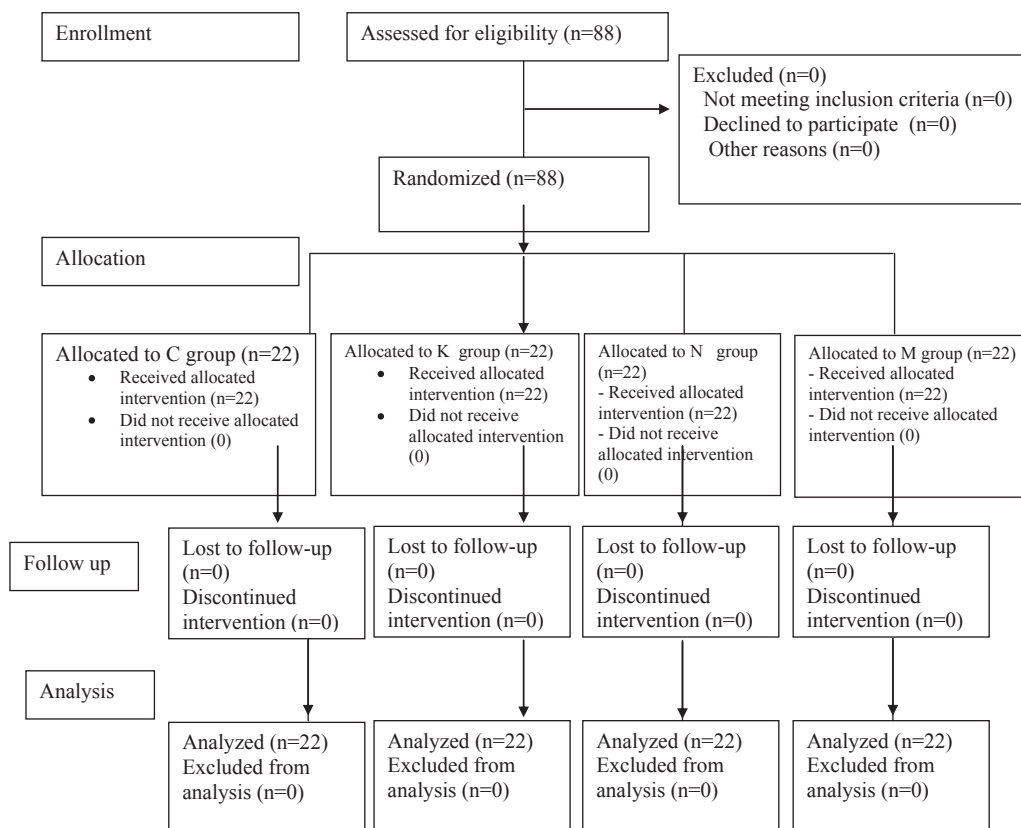 Enrollment
Assessed for eligibility (n=88)
Excluded (n=0)
Not meeting inclusion criteria (n=0)
Declined to participate (n=0)
Other reasons (n=0)
Randomized (n=88)
Allocation
Allocated to C group (n=22)
• Received allocated
intervention (n=22)
• Did not receive allocated
intervention (0)
Allocated to K group (n=22)
• Received allocated
intervention (n=22)
• Did not receive
allocated intervention
(0)
Allocated to N group
(n=22)
- Received allocated
intervention (n=22)
- Did not receive
allocated intervention
(0)
Allocated to M group (n=22)
- Received allocated
intervention (n=22)
- Did not receive allocated
intervention (0)
Follow up
Lost to follow-up
(n=0)
Discontinued
intervention (n=0)
Lost to follow-up
(n=0)
Discontinued
intervention (n=0)
Lost to follow-up
(n=0)
Discontinued
intervention (n=0)
Lost to follow-up
(n=0)
Discontinued
intervention (n=0)
Analysis
Analyzed (n=22)
Excluded from
analysis (n=0)
Analyzed (n=22)
Excluded from
analysis (n=0)
Analyzed (n=22)
Excluded from
analysis (n=0)
Analyzed (n=22)
Excluded from
analysis (n=0)